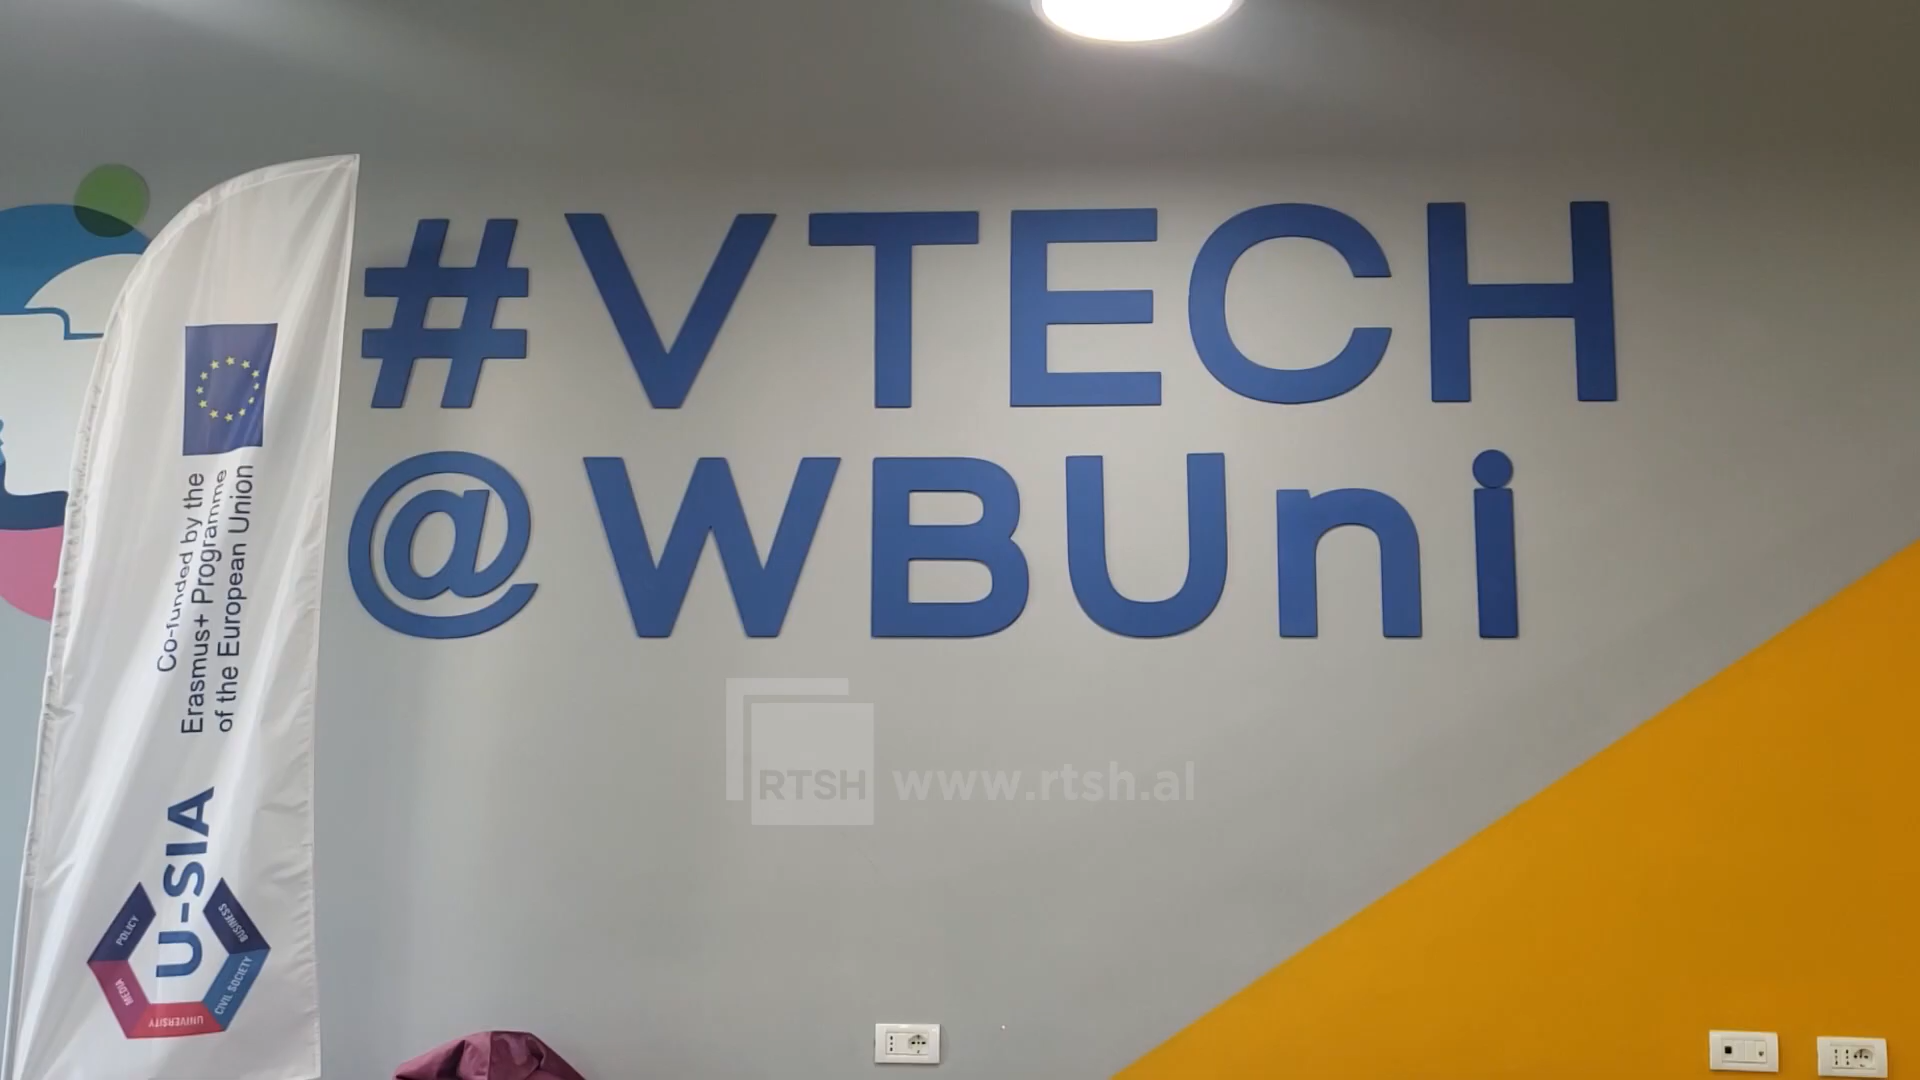 #VTECH
@WBUni
Co-funded by the
Erasmus+ Programme
of the European Union
U-SIA
POLICY
BUSINESS
MEDIA
CIVIL SOCIETY
UNIVERSITY
RTSH www.rtsh.al